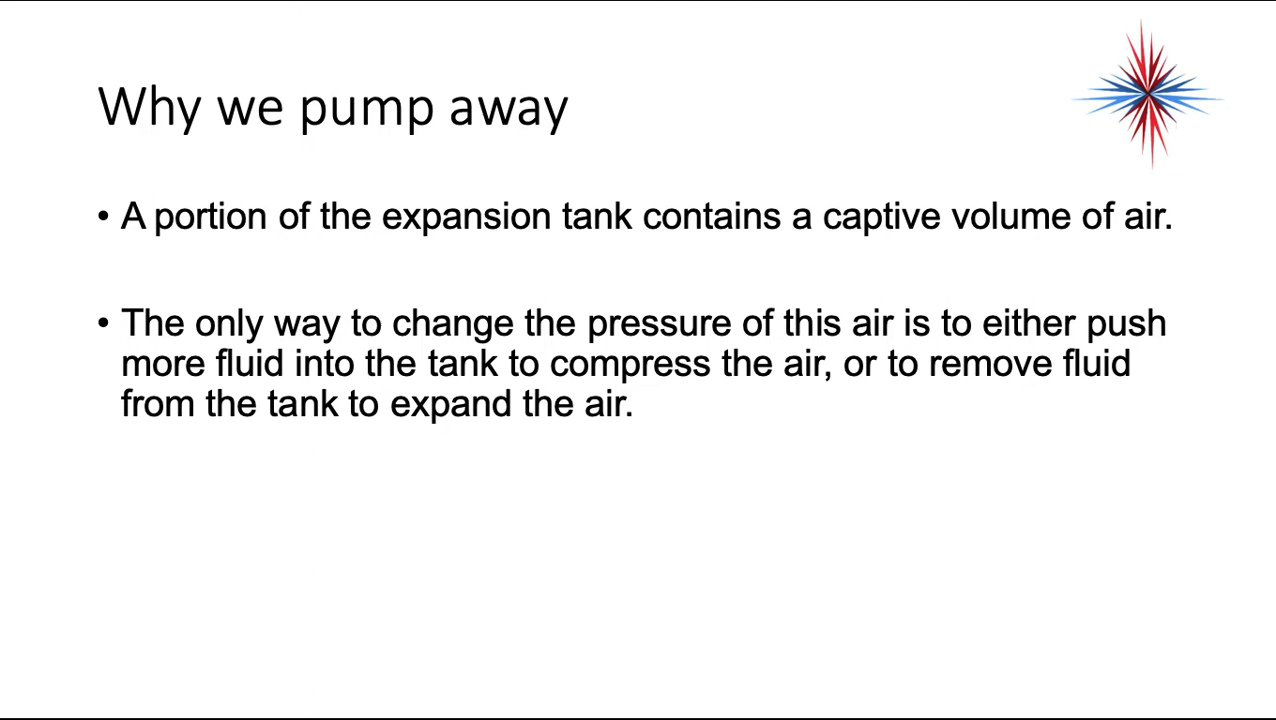 Why we pump away
• A portion of the expansion tank contains a captive volume of air.
• The only way to change the pressure of this air is to either push
more fluid into the tank to compress the air, or to remove fluid
from the tank to expand the air.